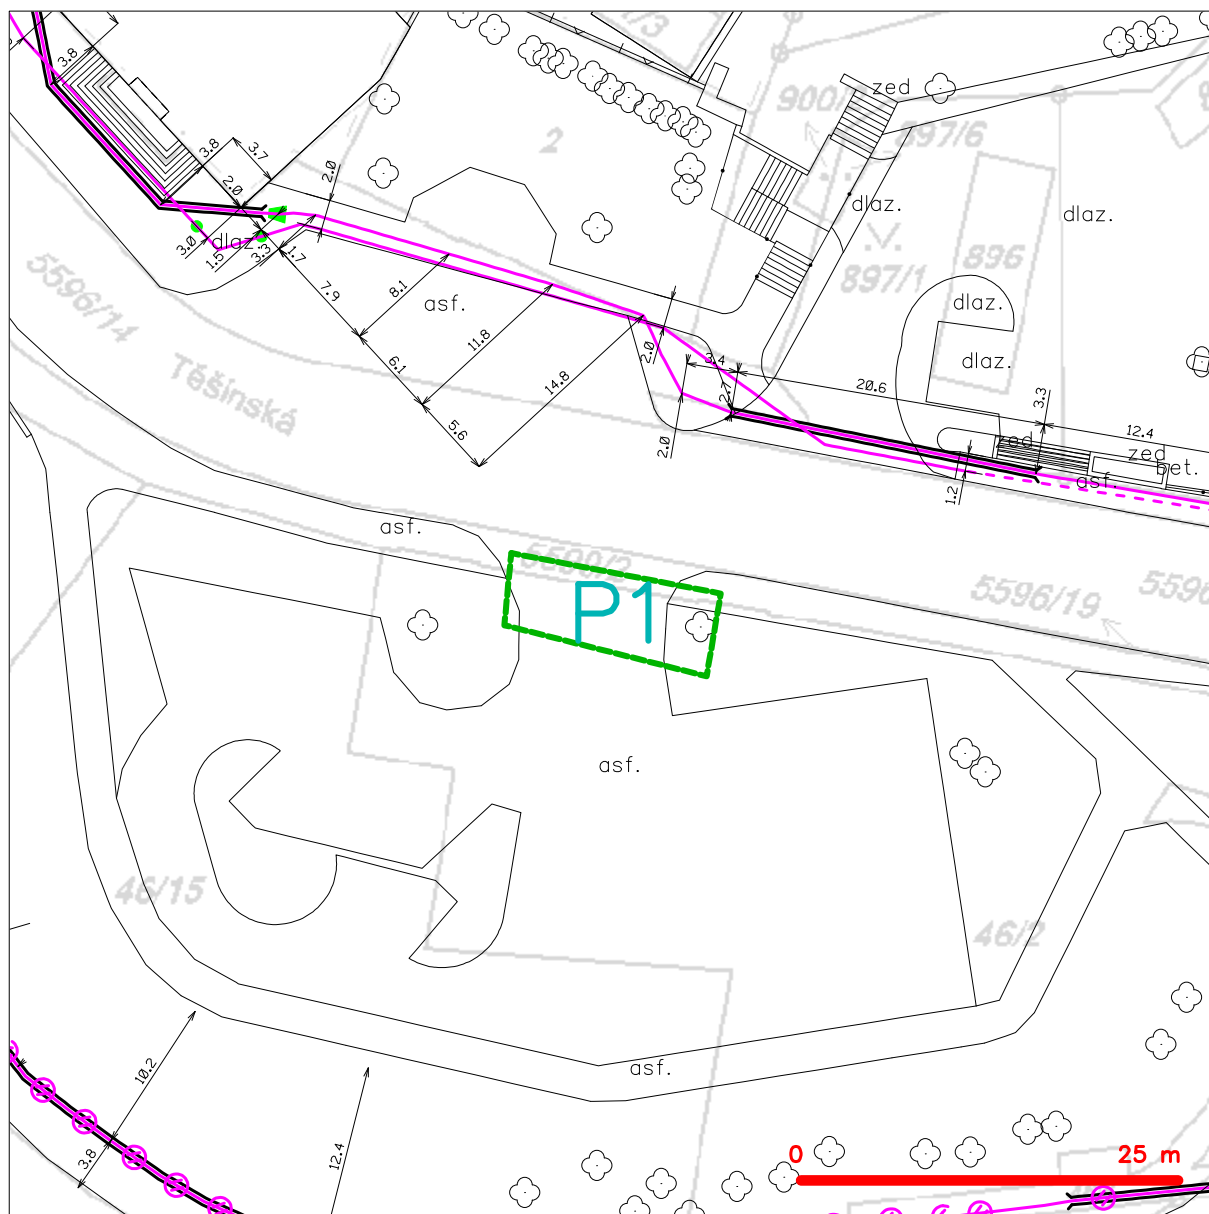 3.8
zed
900/
897/6
2
3.8
3.7
2.0
2.0
dlaz.
dlaz.
dlaz.
3.0
1.5
3.3
1.7
897/1
896
5596/14
7.9
8.1
asf.
dlaz.
11.8
6.1
2.0
3.4
dlaz.
Těšínská
14.8
20.6
2.7
3.3
5.6
2.0
12.4
zed
zed
bet.
asf.
1.2
asf.
5590/2
P1
5596/19
5596
asf.
46/15
46/2
asf.
10.2
3.8
12.4
0
25 m